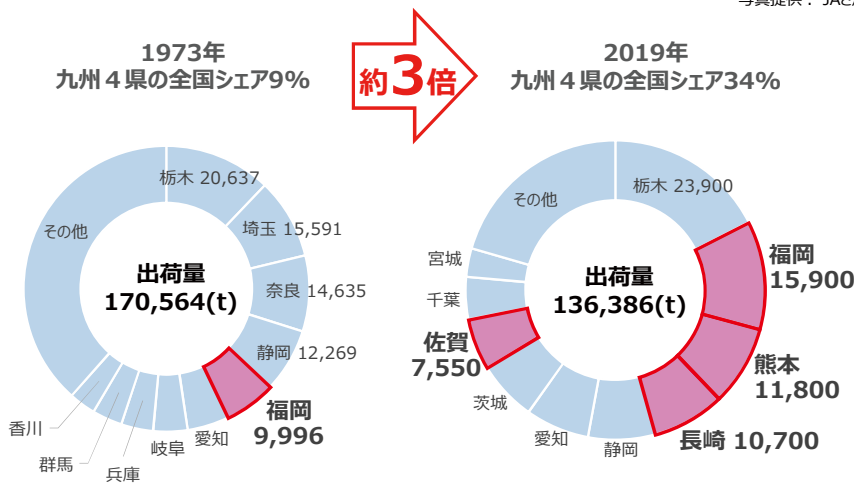 写真提供：JAさが
1973年
九州４県の全国シェア9%
約3倍
2019年
九州４県の全国シェア34%
栃木 20,637
埼玉 15,591
奈良 14,635
静岡 12,269
福岡
9,996
愛知
岐阜
兵庫
群馬
香川
その他
出荷量
170,564(t)
栃木 23,900
福岡
15,900
熊本
11,800
長崎 10,700
静岡
愛知
茨城
佐賀
7,550
千葉
宮城
その他
出荷量
136,386(t)